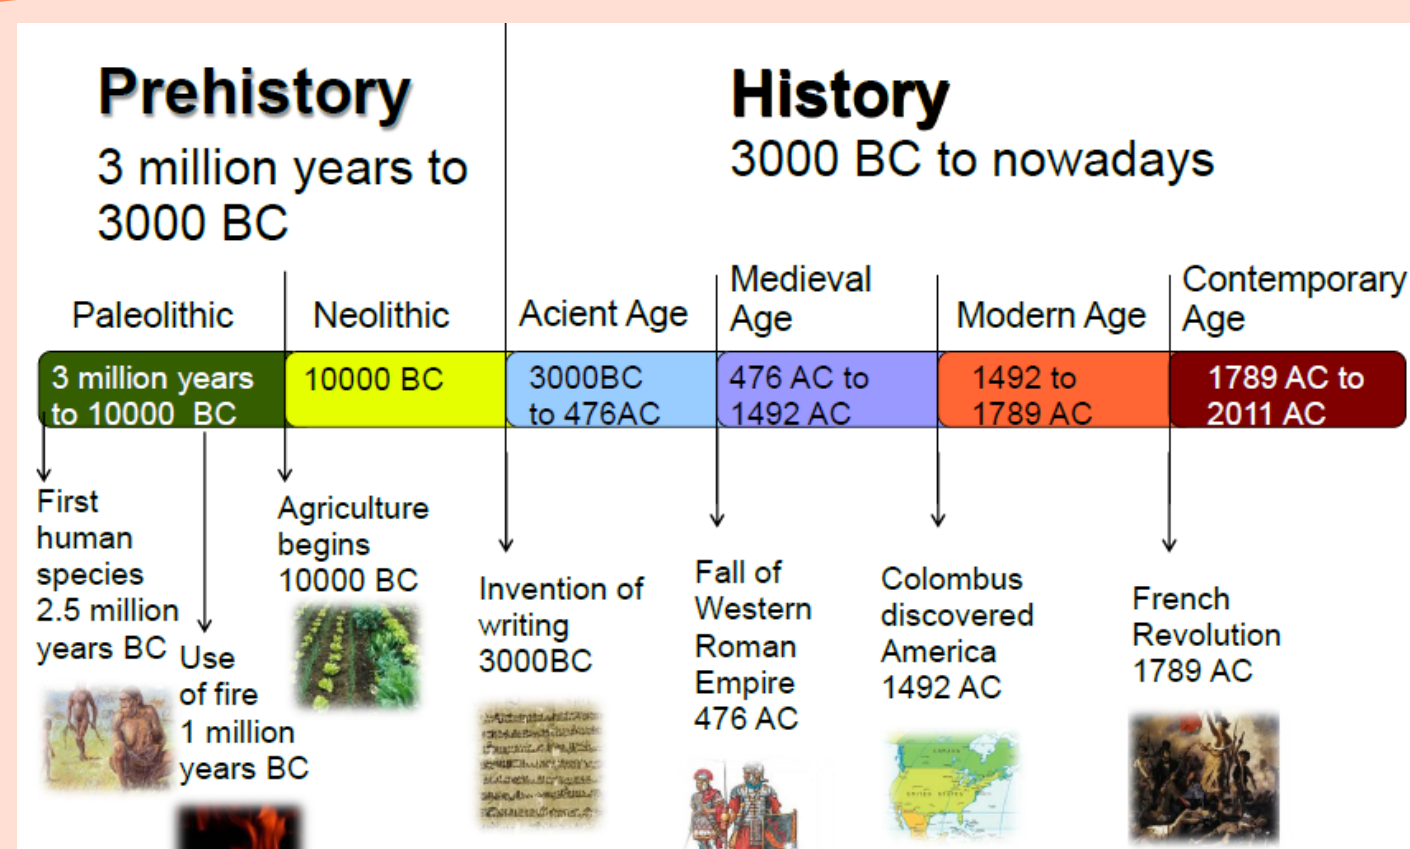 Prehistory
3 million years to
3000 BC
History
3000 BC to nowadays
Paleolithic
Neolithic
Acient Age
Medieval
Age
Modern Age
Contemporary
Age
3 million years
to 10000 BC
10000 BC
3000BC
to 476AC
476 AC to
1492 AC
1492 to
1789 AC
1789 AC to
2011 AC
First
human
species
2.5 million
years BC
Use
of fire
1 million
years BC
Agriculture
begins
10000 BC
Invention of
writing
3000BC
Fall of
Western
Roman
Empire
476 AC
Colombus
discovered
America
1492 AC
CANADA
UNITED STATES
French
Revolution
1789 AC